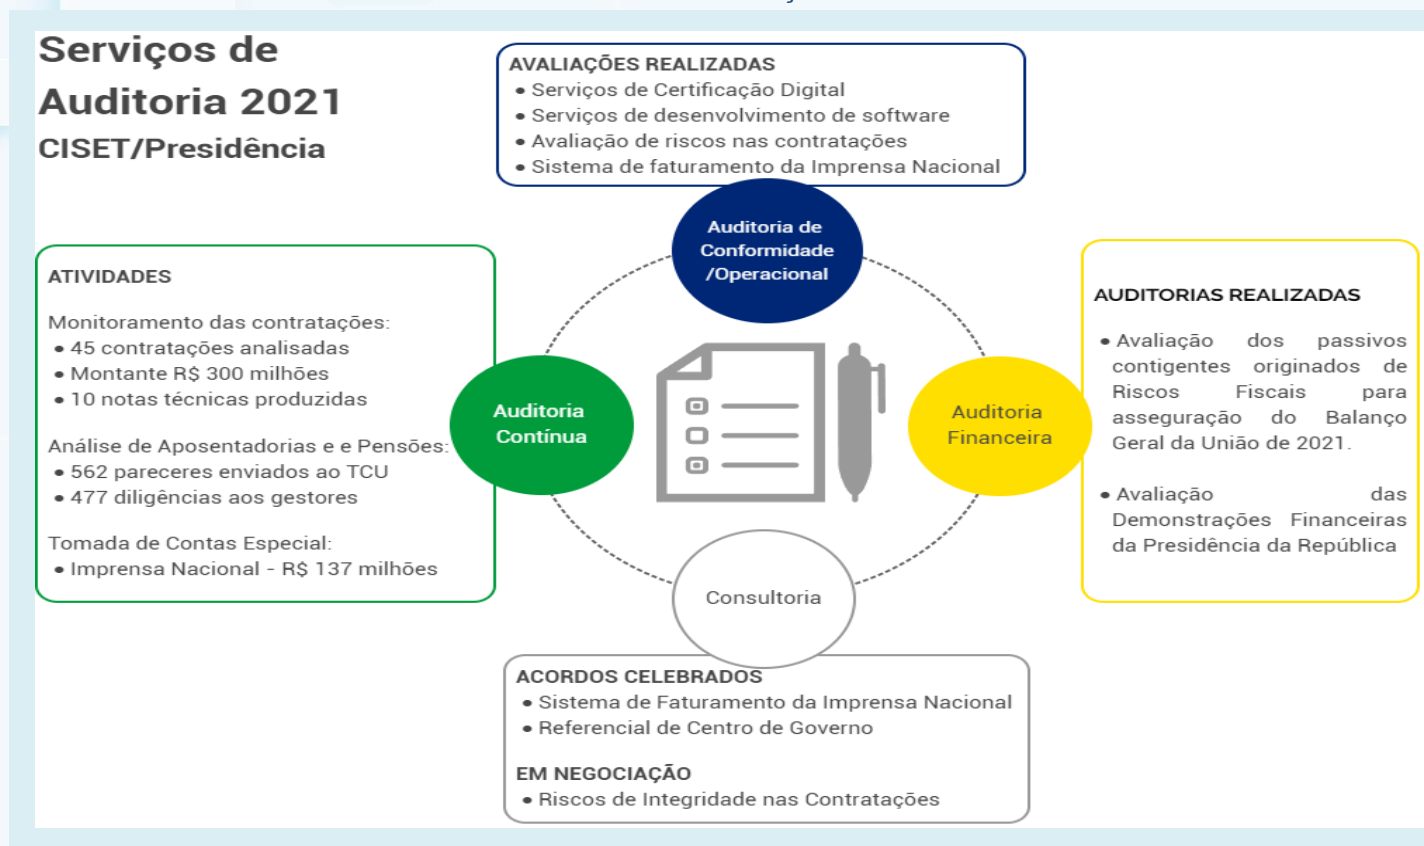 Serviços de
Auditoria 2021
CISET/Presidência
AVALIAÇÕES REALIZADAS
• Serviços de Certificação Digital
• Serviços de desenvolvimento de software
• Avaliação de riscos nas contratações
• Sistema de faturamento da Imprensa Nacional
Auditoria de
Conformidade
/Operacional
ATIVIDADES
Monitoramento das contratações:
• 45 contratações analisadas
• Montante R$ 300 milhões
• 10 notas técnicas produzidas
Análise de Aposentadorias e e Pensões:
• 562 pareceres enviados ao TCU
• 477 diligências aos gestores
Tomada de Contas Especial:
• Imprensa Nacional - R$ 137 milhões
Auditoria
Contínua
Auditoria
Financeira
AUDITORIAS REALIZADAS
• Avaliação dos passivos
contigentes originados de
Riscos Fiscais para
asseguração do Balanço
Geral da União de 2021.
• Avaliação das
Demonstrações Financeiras
da Presidência da República
Consultoria
ACORDOS CELEBRADOS
• Sistema de Faturamento da Imprensa Nacional
• Referencial de Centro de Governo
EM NEGOCIAÇÃO
• Riscos de Integridade nas Contratações